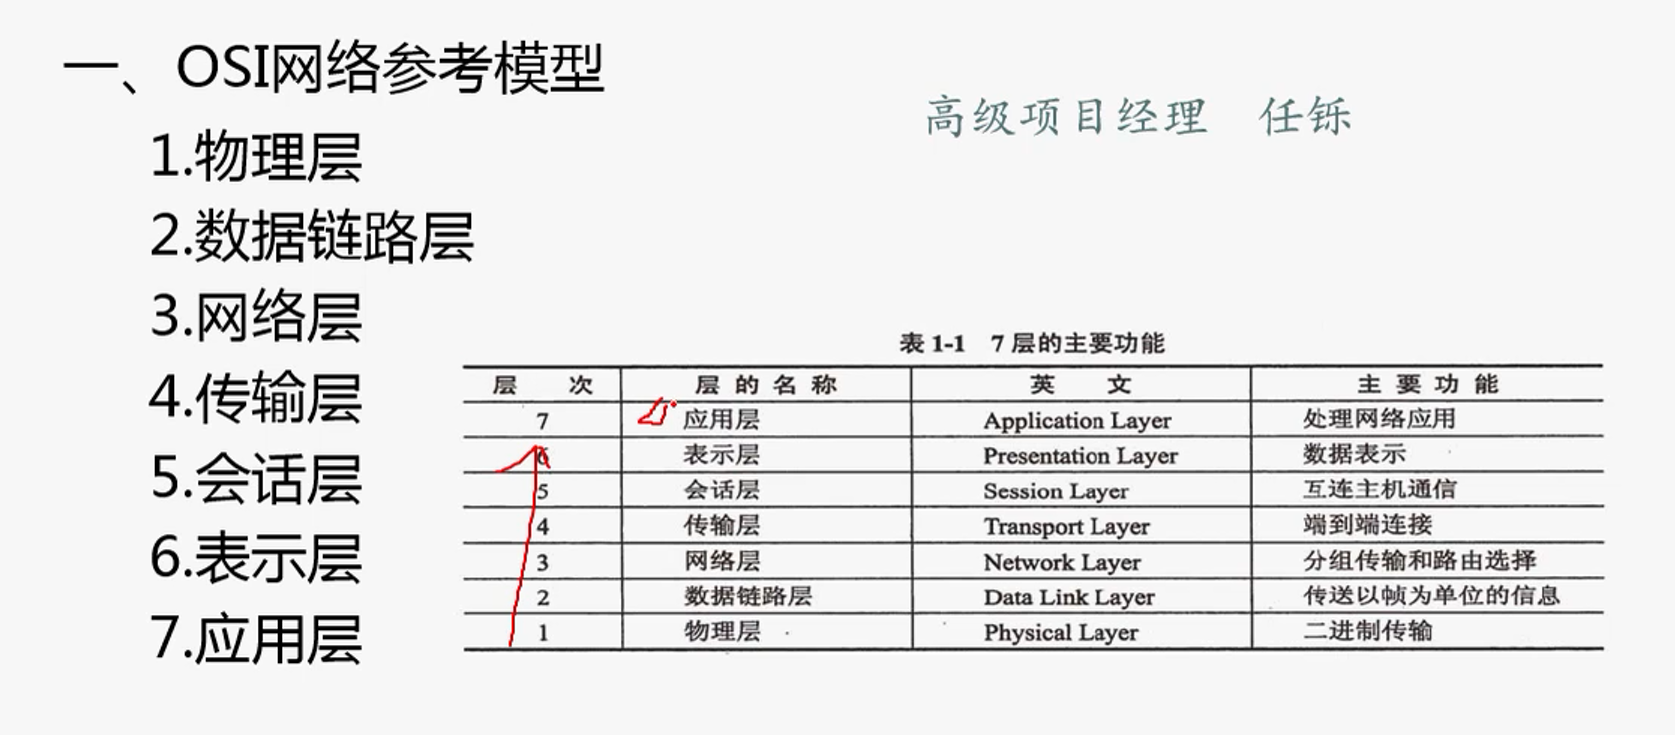 一、OSI网络参考模型
高级项目经理 任铄
1.物理层
2.数据链路层
3.网络层
4.传输层
5.会话层
6.表示层
7.应用层
表 1-1 7 层的主要功能
层 次 层 的 名 称 英 文 主 要 功 能
7 应用层 Application Layer 处理网络应用
6 表示层 Presentation Layer 数据表示
5 会话层 Session Layer 互连主机通信
4 传输层 Transport Layer 端到端连接
3 网络层 Network Layer 分组传输和路由选择
2 数据链路层 Data Link Layer 传送以帧为单位的信息
1 物理层 Physical Layer 二进制传输